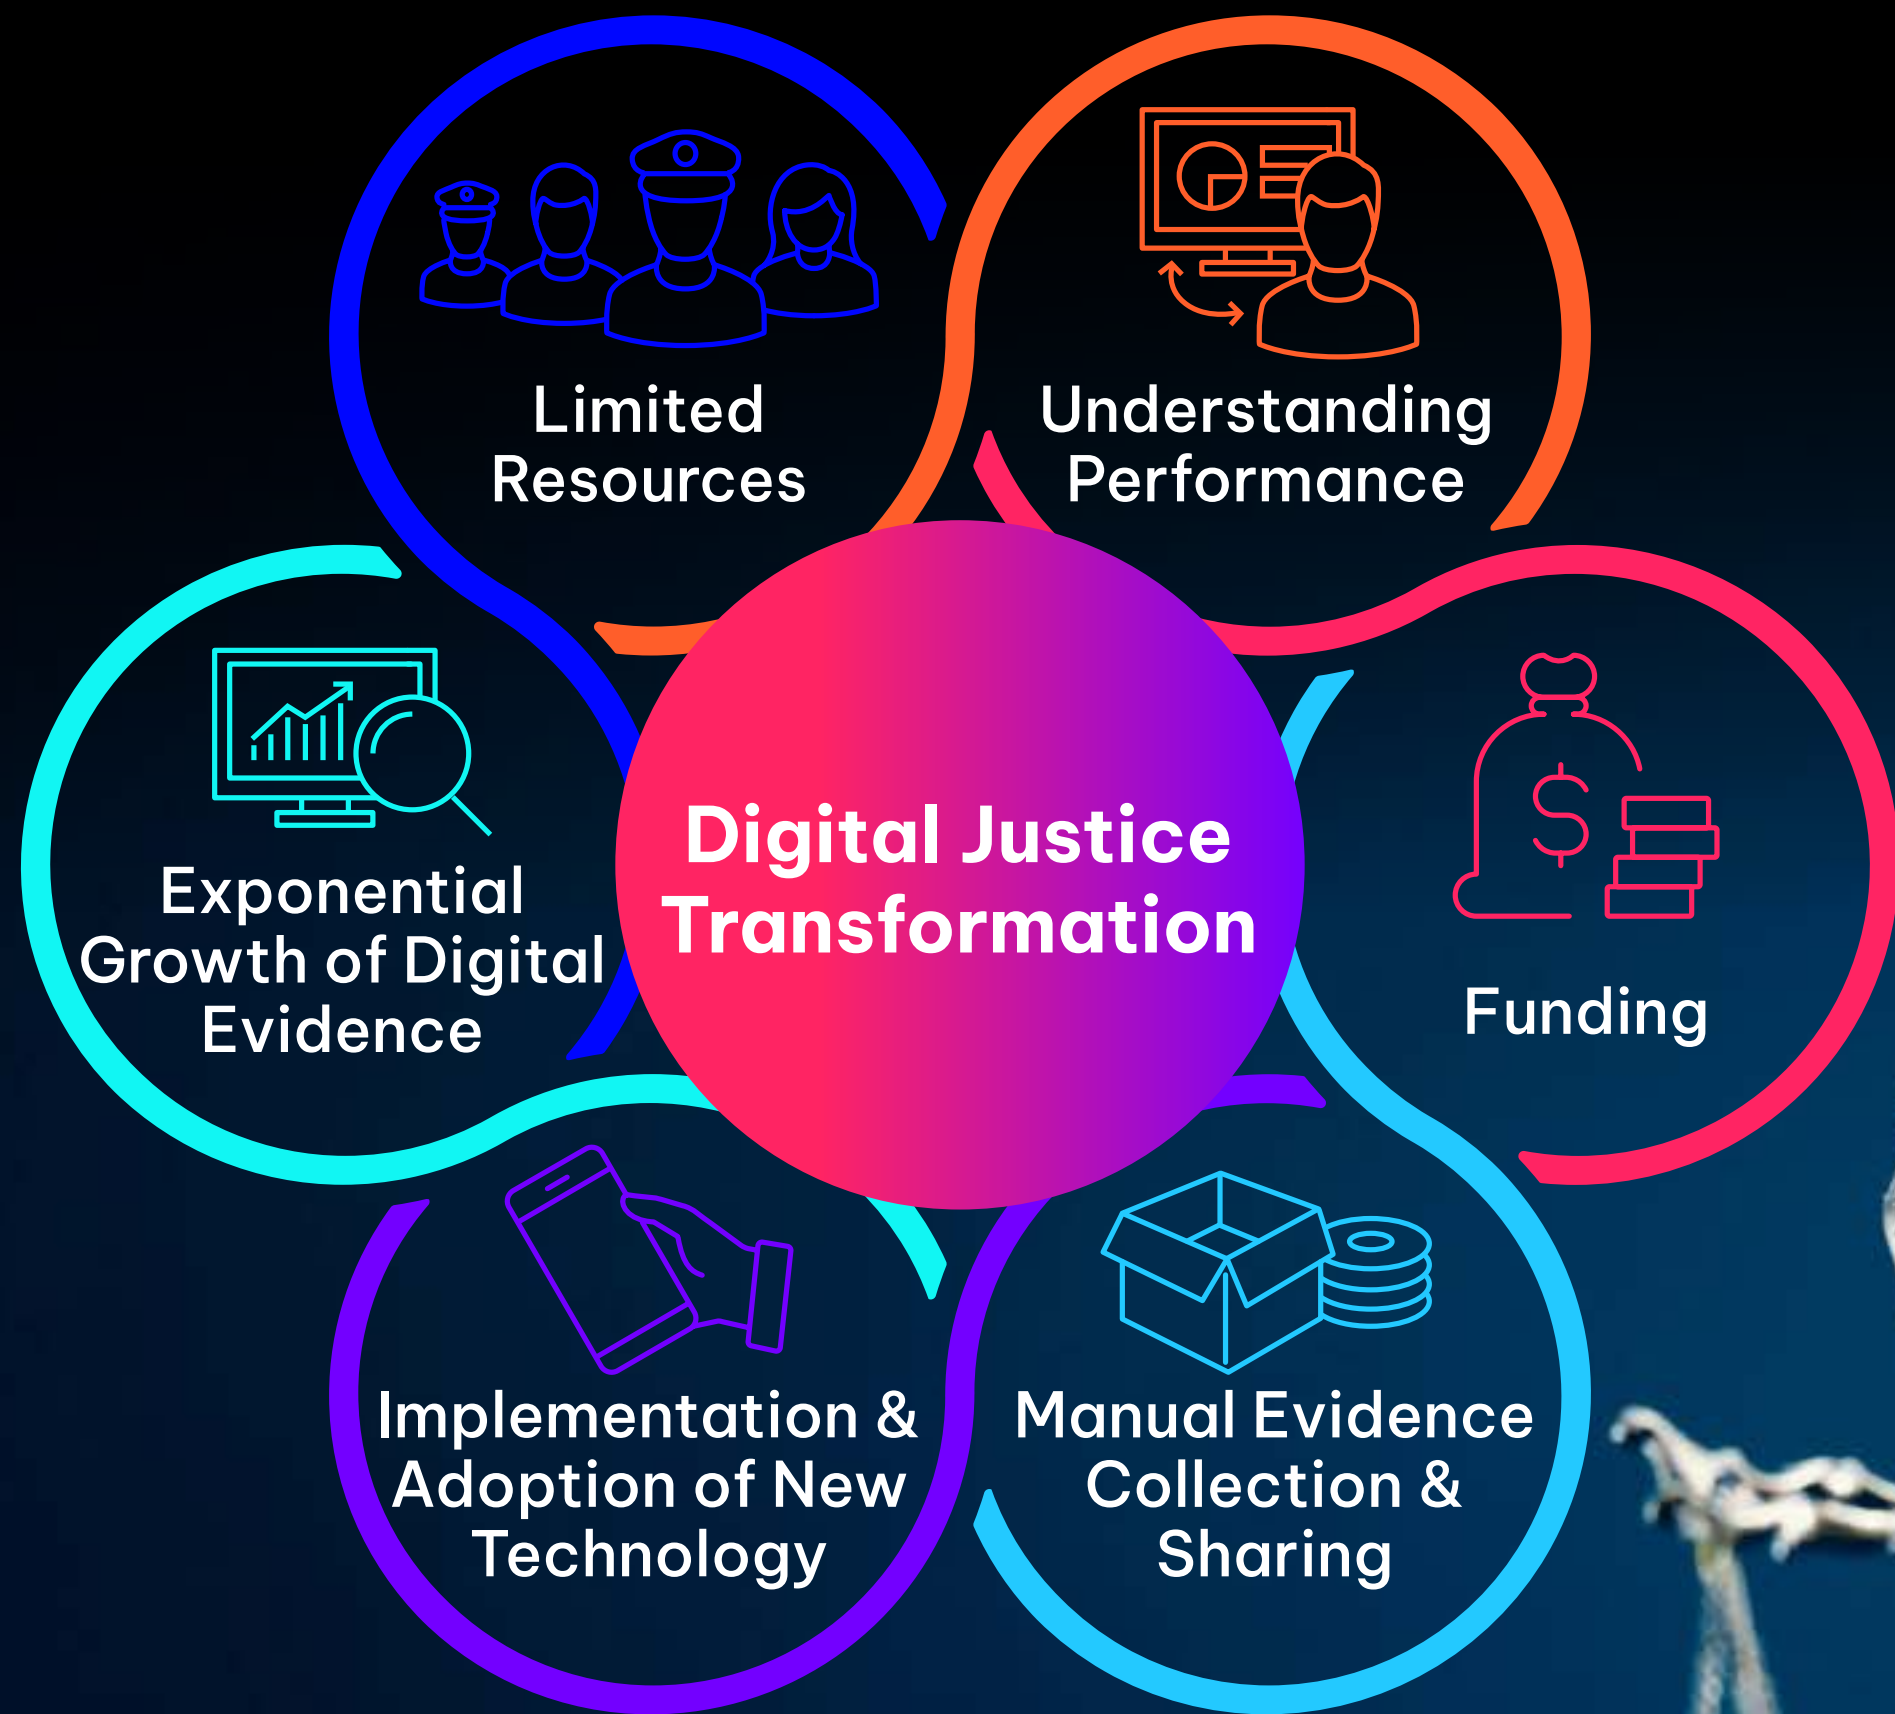 Limited
Resources
Understanding
Performance
Exponential
Growth of Digital
Evidence
Digital Justice
Transformation
$
Funding
Implementation &
Adoption of New
Technology
Manual Evidence
Collection &
Sharing